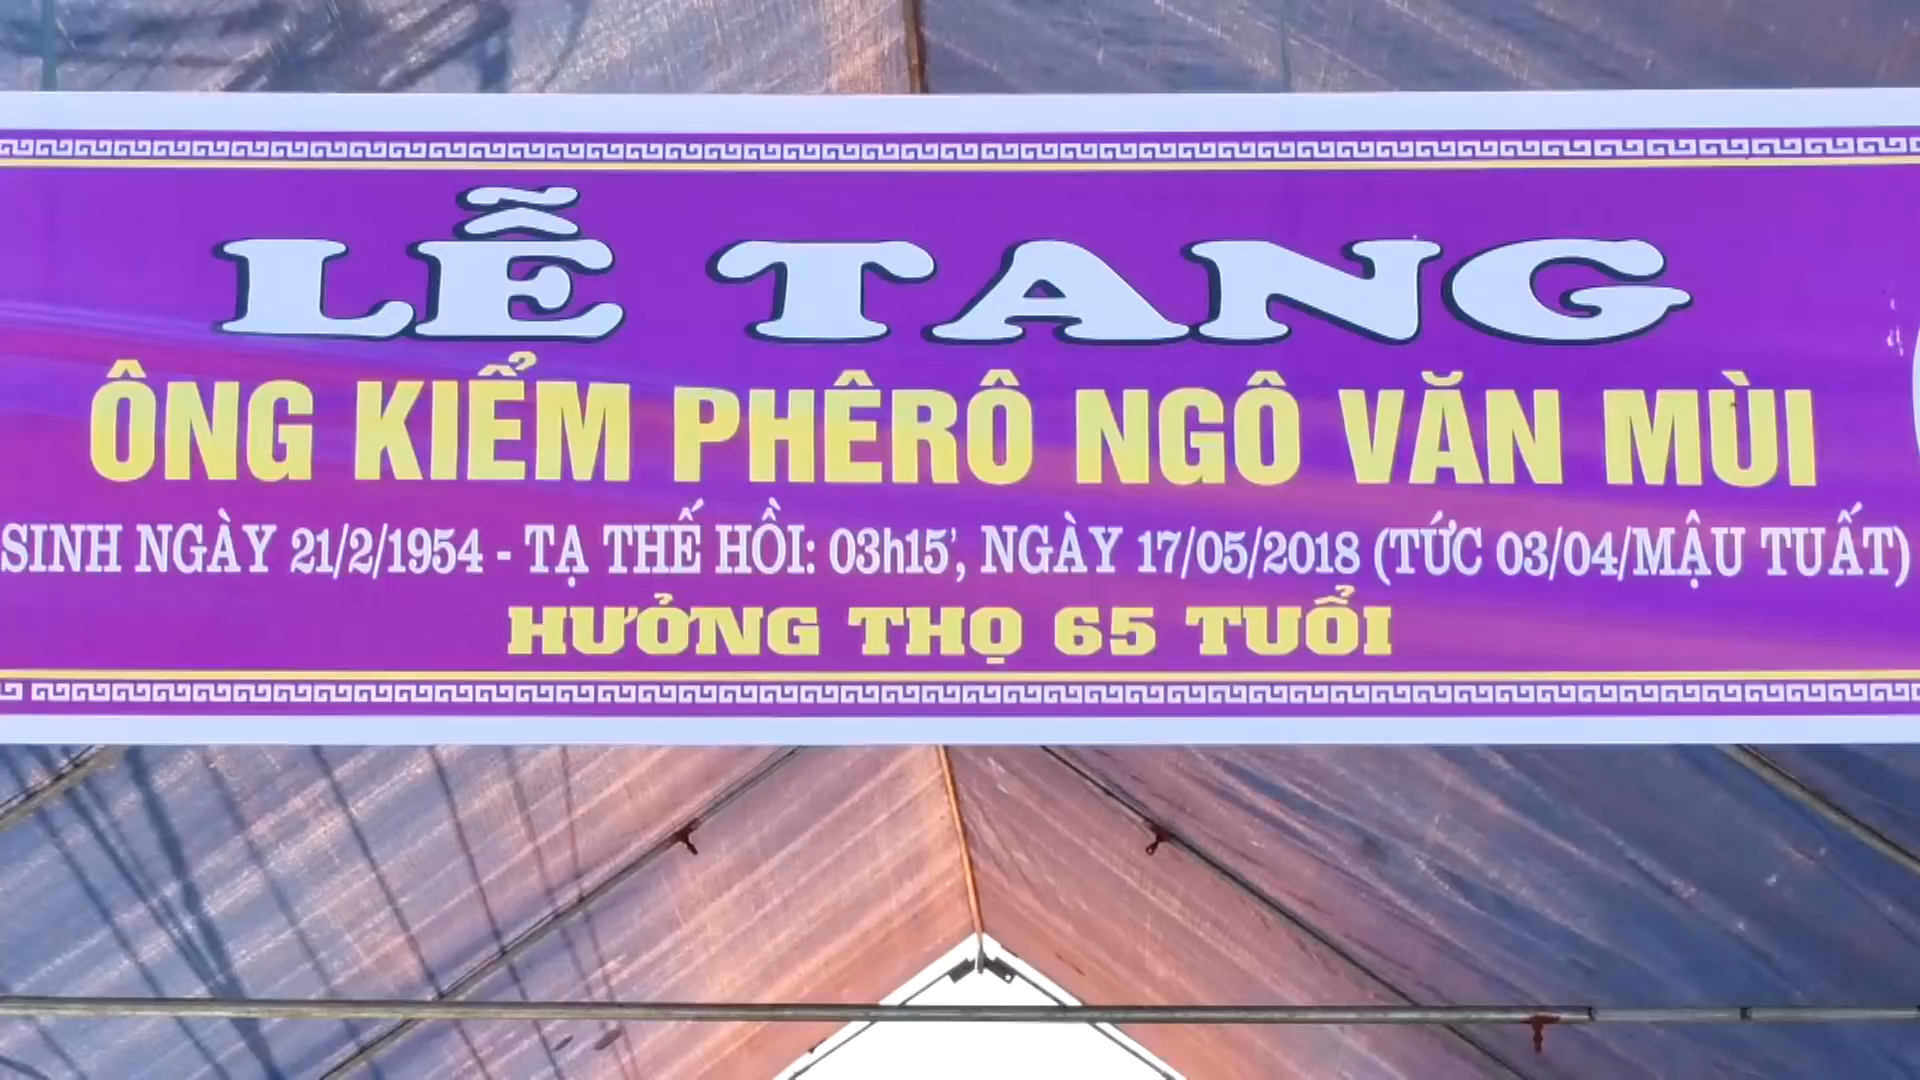 LỄ TANG
ÔNG KIỂM PHÊRÔ NGÔ VĂN MÙI
SINH NGÀY 21/2/1954 - TẠ THẾ HỒI: 03h15', NGÀY 17/05/2018 (TỨC 03/04/MẬU TUẤT)
HƯỞNG THỌ 65 TUỔI